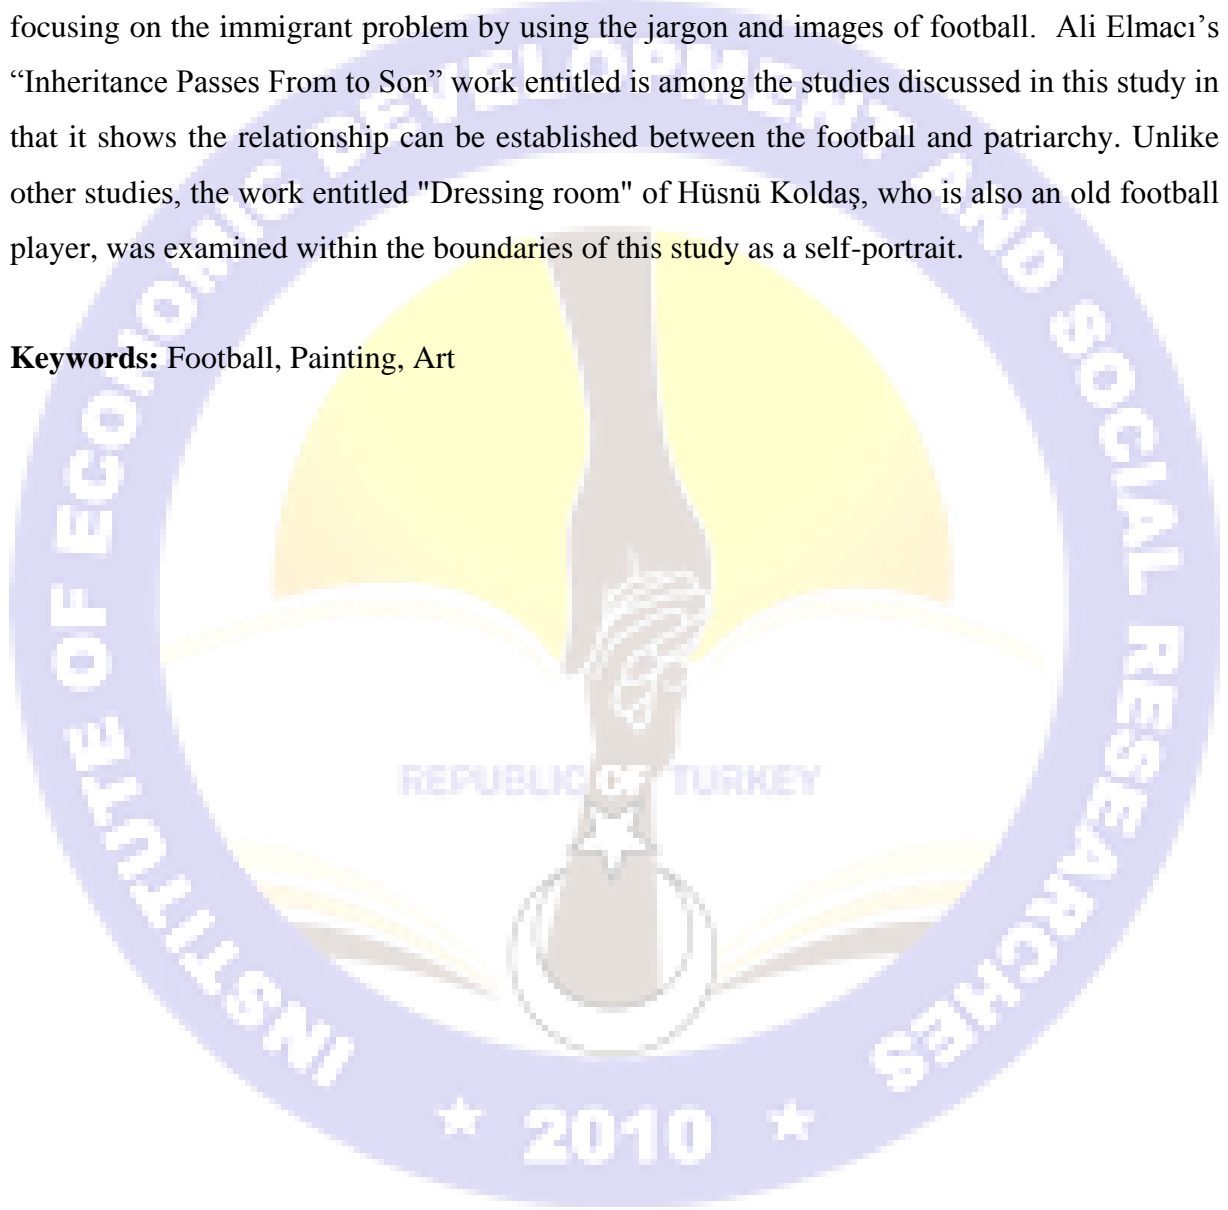 focusing on the immigrant problem by using the jargon and images of football.  Ali Elmacı’s
“Inheritance Passes From to Son” work entitled is among the studies discussed in this study in
that it shows the relationship can be established between the football and patriarchy. Unlike
other studies, the work entitled "Dressing room" of Hüsnü Koldaş, who is also an old football
player, was examined within the boundaries of this study as a self-portrait.
Keywords: Football, Painting, Art
INSTITUTE OF ECONOMIC DEVELOPMENT AND SOCIAL RESEARCHES
REPUBLIC OF TURKEY
★ 2010 ★